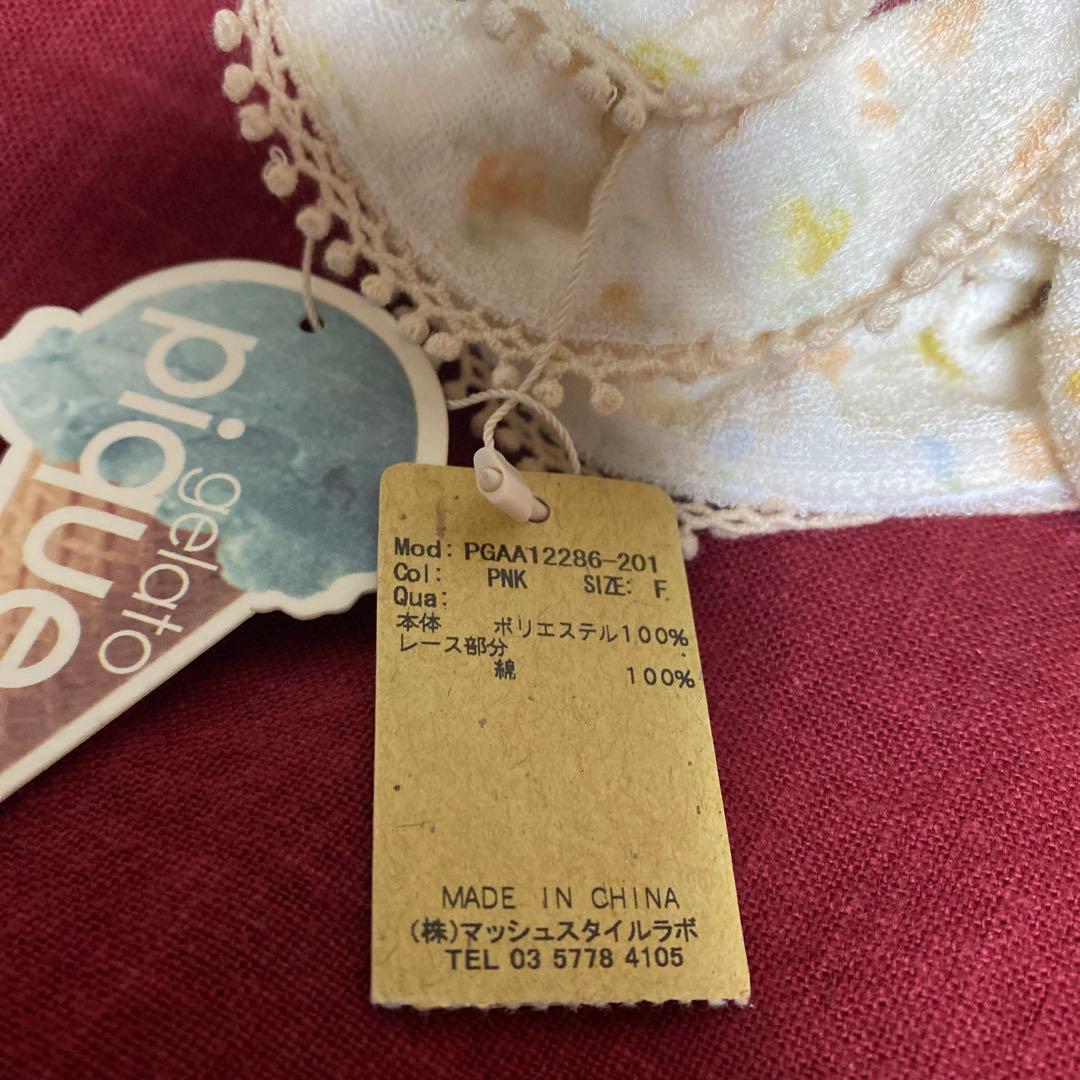 gelato
pique
Mod: PGAA12286-201
Col: PNK SIZE: F.
Qua:
本体 ポリエステル100%
レース部分
綿 100%
MADE IN CHINA
(株)マッシュスタイルラボ
TEL 03 5778 4105